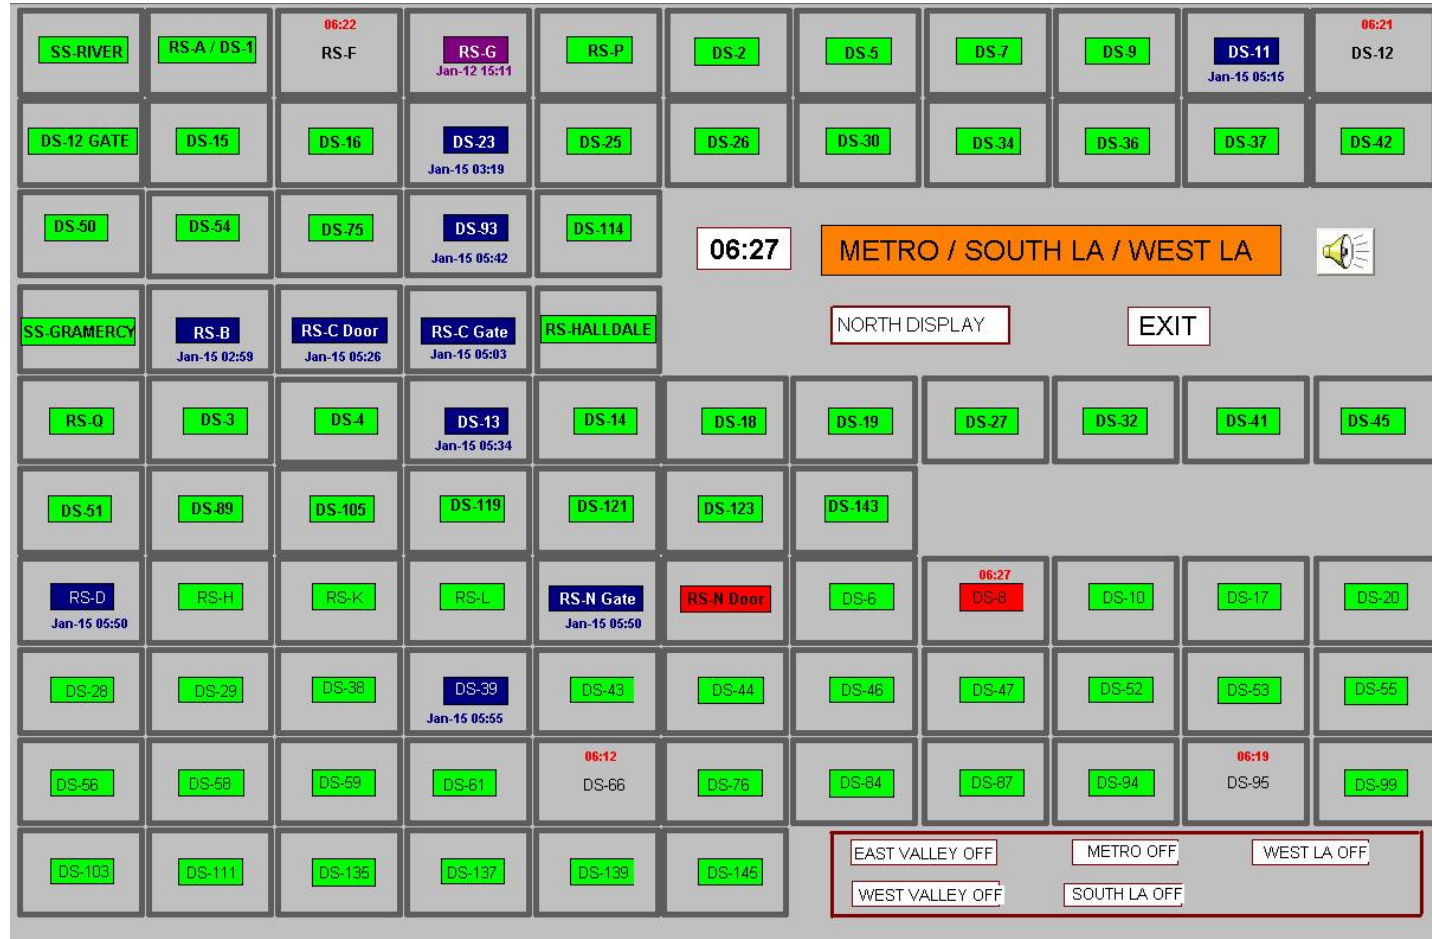 06:22
06:21
SS-RIVER
RS-A / DS-1
RS-F
RS-G
RS-P
DS-2
DS-5
DS-7
DS-9
DS-11
DS-12
Jan-12 15:11
Jan-15 05:15
DS-12 GATE
DS-15
DS-16
DS-23
DS-25
DS-26
DS-30
DS-34
DS-36
DS-37
DS-42
Jan-15 03:19
DS-50
DS-54
DS-75
DS-93
DS-114
Jan-15 05:42
06:27
METRO / SOUTH LA / WEST LA
NORTH DISPLAY
EXIT
SS-GRAMERCY
RS-B
RS-C Door
RS-C Gate
RS-HALLDALE
Jan-15 02:59
Jan-15 05:26
Jan-15 05:03
RS-Q
DS-3
DS-4
DS-13
DS-14
DS-18
DS-19
DS-27
DS-32
DS-41
DS-45
Jan-15 05:34
DS-51
DS-89
DS-105
DS-119
DS-121
DS-123
DS-143
06:27
RS-D
RS-H
RS-K
RS-L
RS-N Gate
RS-N Door
DS-6
DS-8
DS-10
DS-17
DS-20
Jan-15 05:50
Jan-15 05:50
DS-28
DS-29
DS-38
DS-39
DS-43
DS-44
DS-46
DS-47
DS-52
DS-53
DS-55
Jan-15 05:55
06:12
06:19
DS-56
DS-58
DS-59
DS-61
DS-66
DS-76
DS-84
DS-87
DS-94
DS-95
DS-99
DS-103
DS-111
DS-135
DS-137
DS-139
DS-145
EAST VALLEY OFF
METRO OFF
WEST LA OFF
WEST VALLEY OFF
SOUTH LA OFF